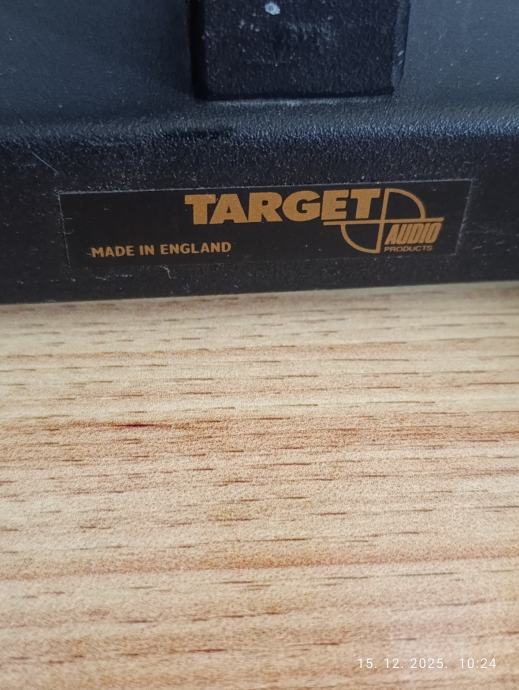 TARGET
AUDIO
PRODUCTS
MADE IN ENGLAND
15. 12. 2025. 10:24